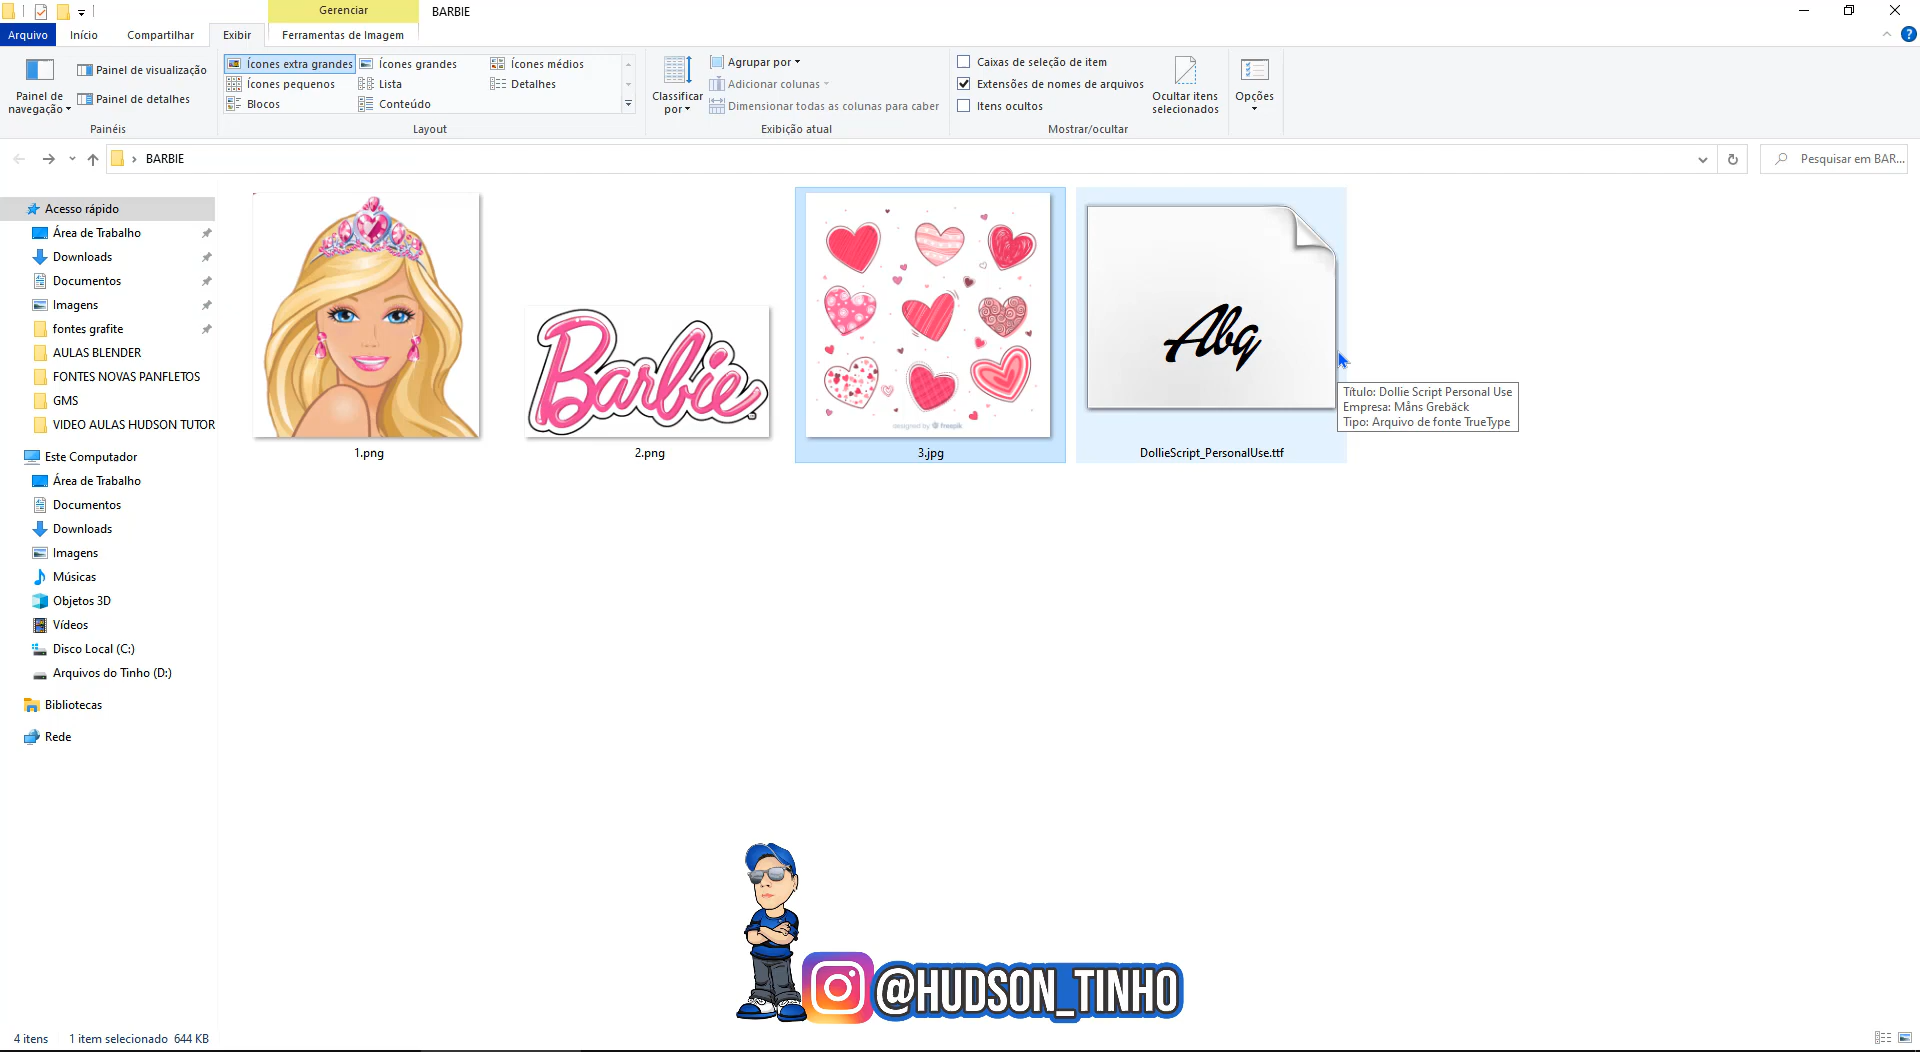 Gerenciar
BARBIE
Arquivo
Início
Compartilhar
Exibir
Ferramentas de Imagem
Painel de navegação
Painel de visualização
Painel de detalhes
Painéis
Ícones extra grandes
Ícones grandes
Ícones médios
Ícones pequenos
Lista
Detalhes
Blocos
Conteúdo
Layout
Classificar por
Agrupar por
Adicionar colunas
Dimensionar todas as colunas para caber
Exibição atual
Caixas de seleção de item
Extensões de nomes de arquivos
Itens ocultos
Ocultar itens selecionados
Mostrar/ocultar
Opções
BARBIE
Pesquisar em BAR...
Acesso rápido
Área de Trabalho
Downloads
Documentos
Imagens
fontes grafite
AULAS BLENDER
FONTES NOVAS PANFLETOS
GMS
VIDEO AULAS HUDSON TUTOR
Este Computador
Área de Trabalho
Documentos
Downloads
Imagens
Músicas
Objetos 3D
Vídeos
Disco Local (C:)
Arquivos do Tinho (D:)
Bibliotecas
Rede
1.png
Barbie
2.png
designed by freepik
3.jpg
Abg
DollieScript_PersonalUse.ttf
Título: Dollie Script Personal Use
Empresa: Måns Grebäck
Tipo: Arquivo de fonte TrueType
@HUDSON_TINHO
4 itens
1 item selecionado 644 KB